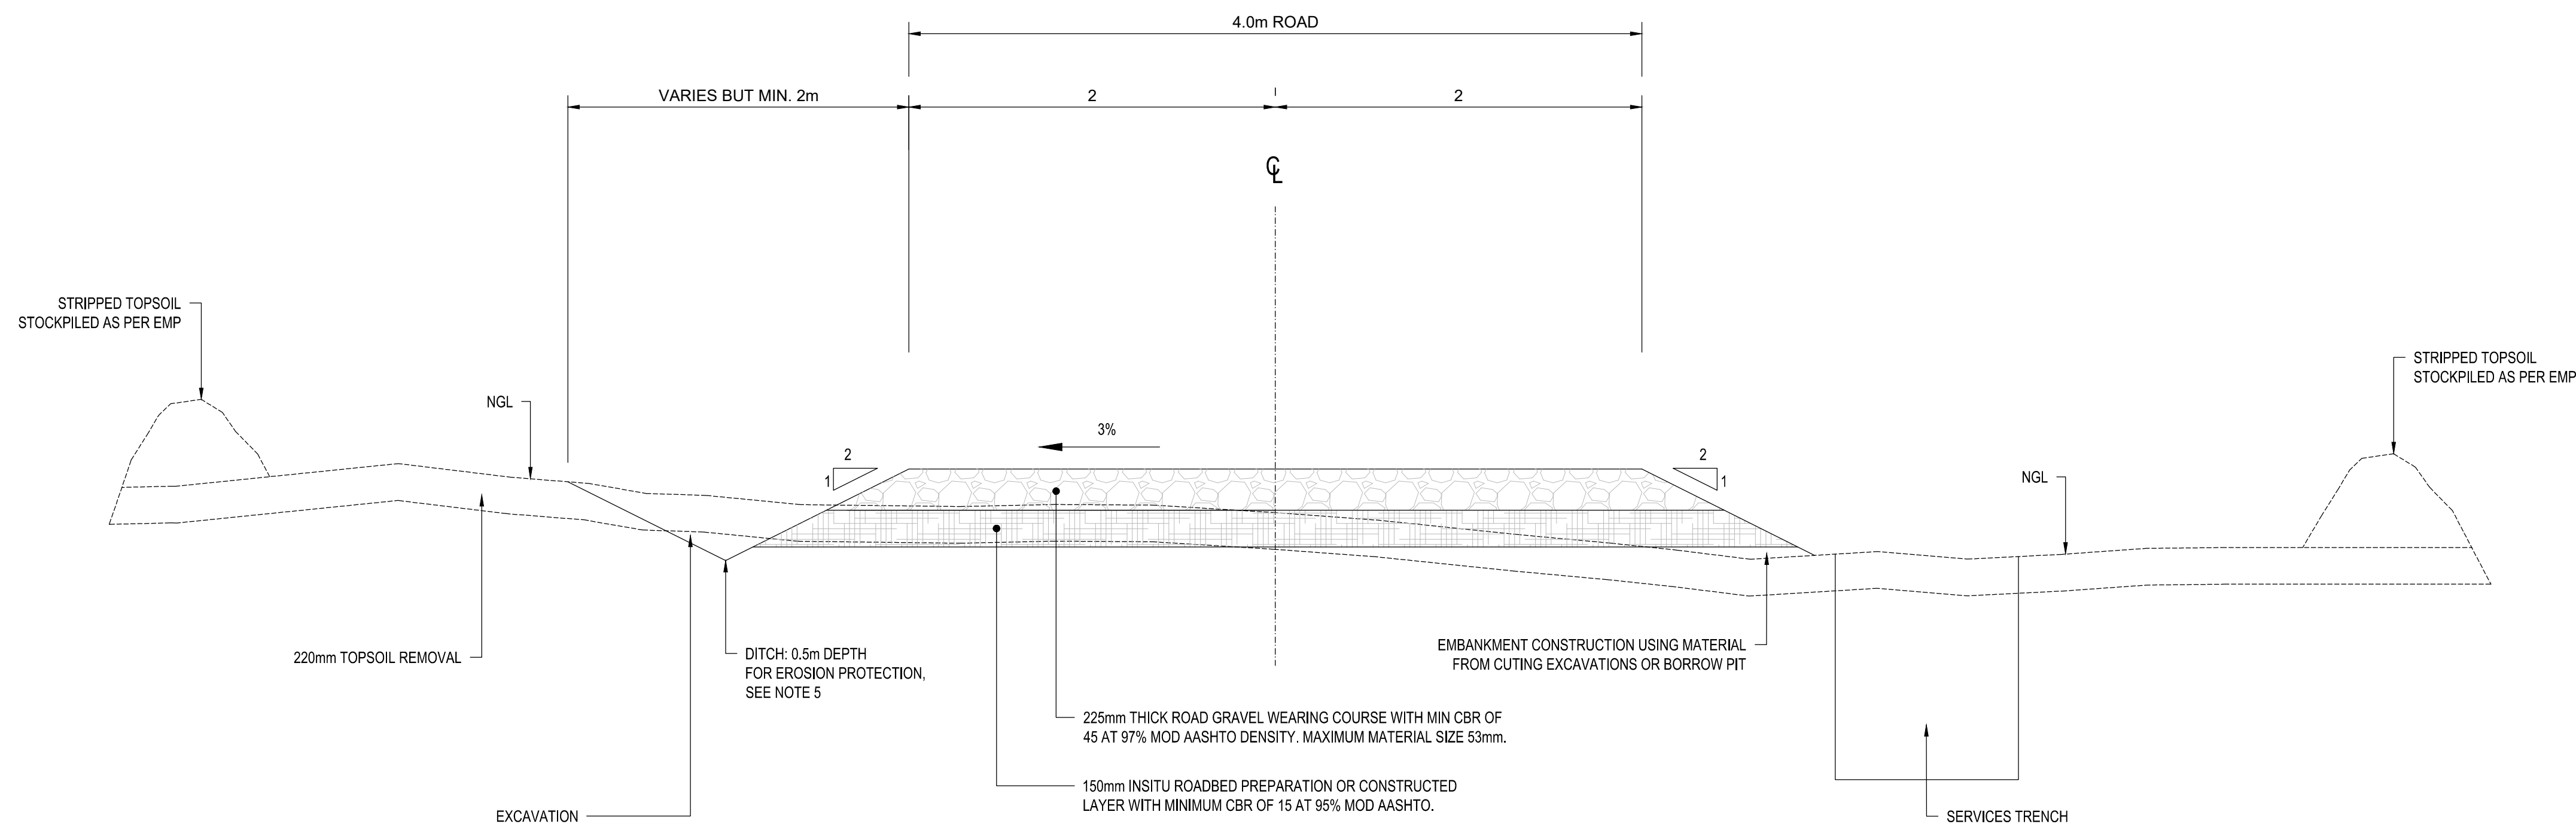 4.0m ROAD
VARIES BUT MIN. 2m
2
2
℄
STRIPPED TOPSOIL
STOCKPILED AS PER EMP
NGL
3%
2
1
2
1
NGL
STRIPPED TOPSOIL
STOCKPILED AS PER EMP
220mm TOPSOIL REMOVAL
DITCH: 0.5m DEPTH
FOR EROSION PROTECTION,
SEE NOTE 5
EMBANKMENT CONSTRUCTION USING MATERIAL
FROM CUTING EXCAVATIONS OR BORROW PIT
225mm THICK ROAD GRAVEL WEARING COURSE WITH MIN CBR OF
45 AT 97% MOD AASHTO DENSITY. MAXIMUM MATERIAL SIZE 53mm.
150mm INSITU ROADBED PREPARATION OR CONSTRUCTED
LAYER WITH MINIMUM CBR OF 15 AT 95% MOD AASHTO.
EXCAVATION
SERVICES TRENCH